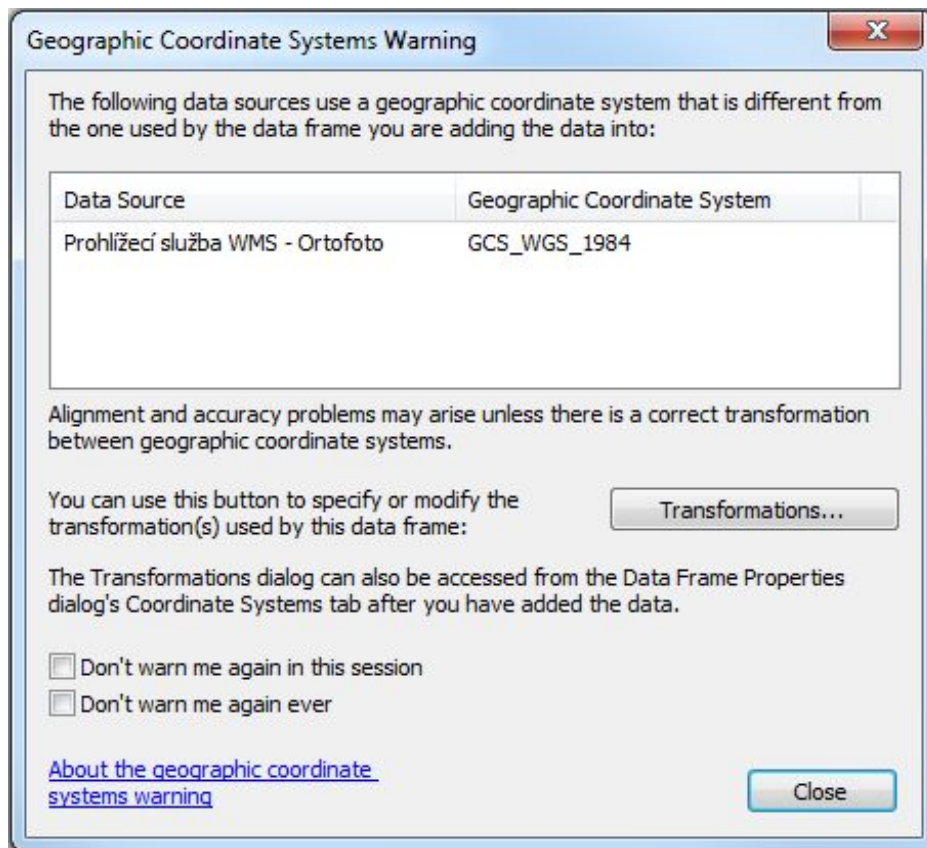 Geographic Coordinate Systems Warning
The following data sources use a geographic coordinate system that is different from
the one used by the data frame you are adding the data into:
Data Source Geographic Coordinate System
Prohlížecí služba WMS - Ortofoto GCS_WGS_1984
Alignment and accuracy problems may arise unless there is a correct transformation
between geographic coordinate systems.
You can use this button to specify or modify the
transformation(s) used by this data frame:
Transformations...
The Transformations dialog can also be accessed from the Data Frame Properties
dialog's Coordinate Systems tab after you have added the data.
Don't warn me again in this session
Don't warn me again ever
About the geographic coordinate
systems warning
Close